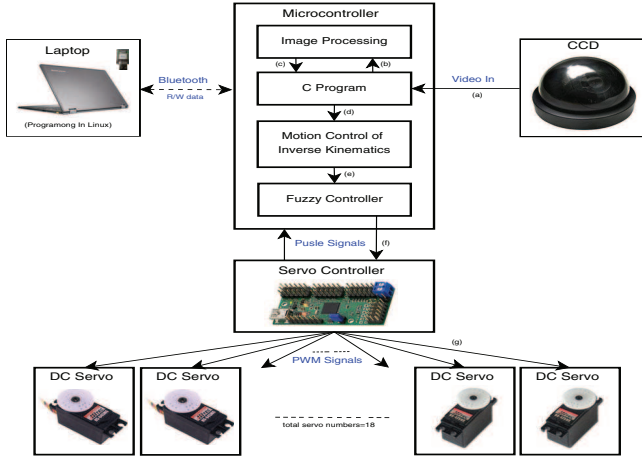 Microcontroller
Image Processing
(c)
(b)
C Program
(d)
Motion Control of
Inverse Kinematics
(e)
Fuzzy Controller
Laptop
(Programong In Linux)
Bluetooth
R/W data
Video In
(a)
CCD
Pusle Signals
(f)
Servo Controller
(g)
PWM Signals
DC Servo
DC Servo
DC Servo
DC Servo
total servo numbers=18